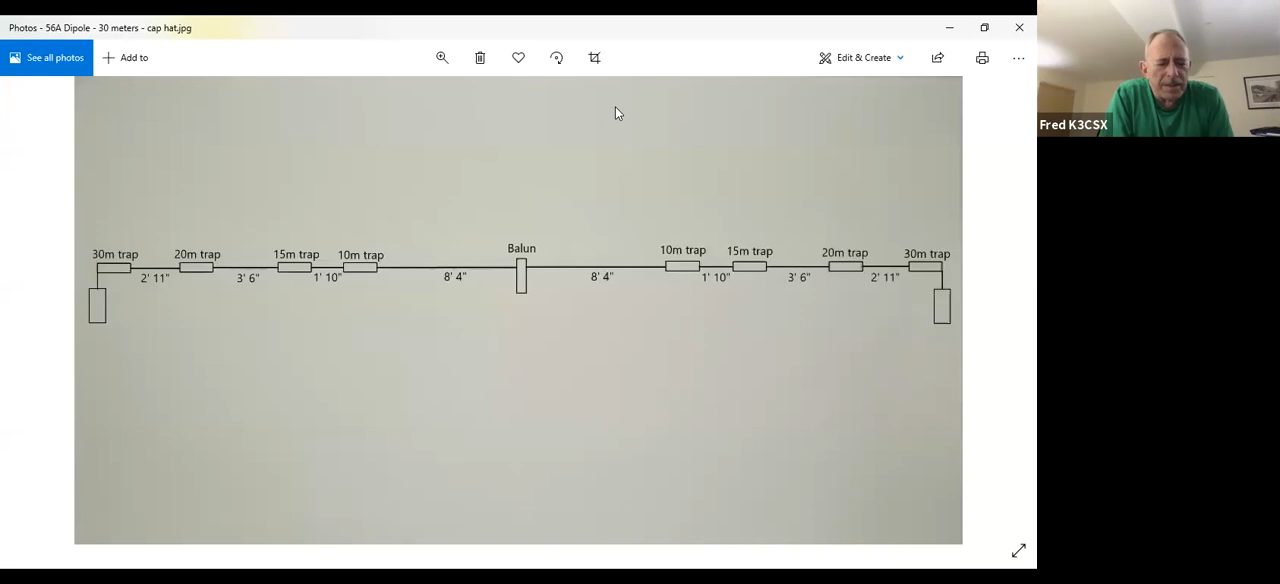 Photos - 56A Dipole - 30 meters - cap hat.jpg
See all photos
Add to
Edit & Create
Fred K3CSX
Balun
30m trap 20m trap 15m trap 10m trap 10m trap 15m trap 20m trap 30m trap
2' 11" 3' 6" 1' 10" 8' 4" 8' 4" 1' 10" 3' 6" 2' 11"